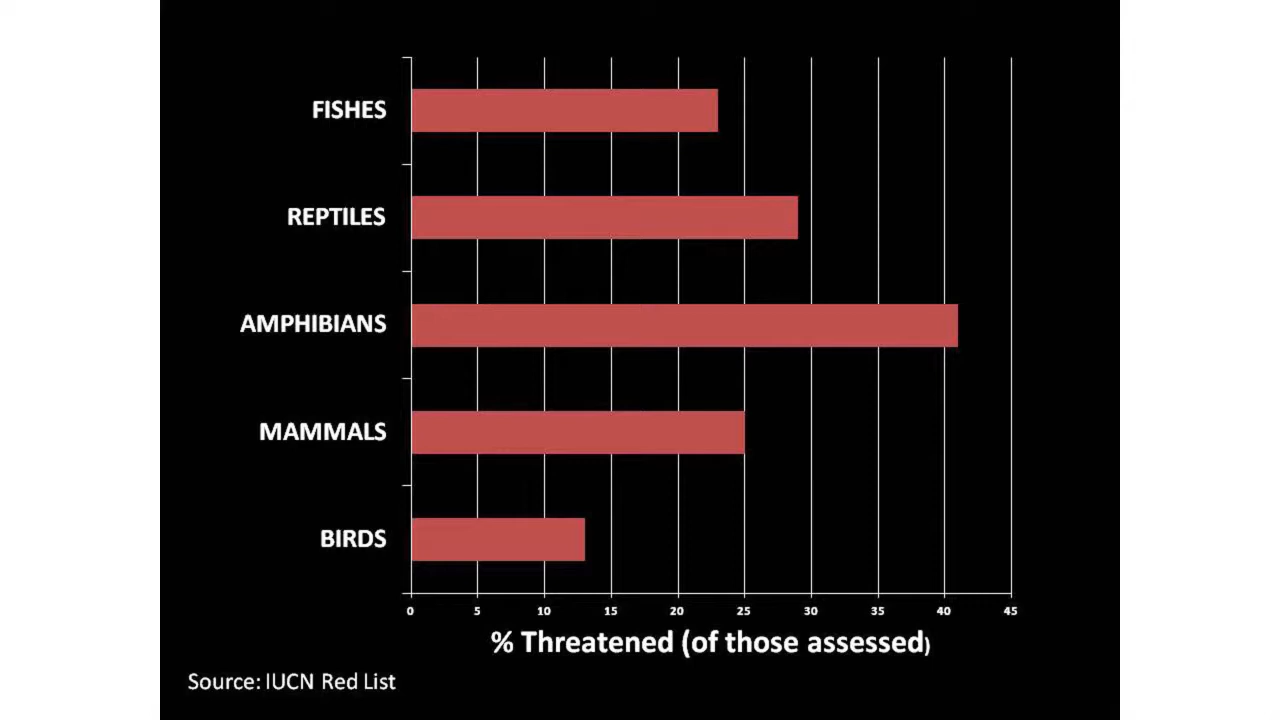 FISHES
REPTILES
AMPHIBIANS
MAMMALS
BIRDS
0 5 10 15 20 25 30 35 40 45
% Threatened (of those assessed)
Source: IUCN Red List